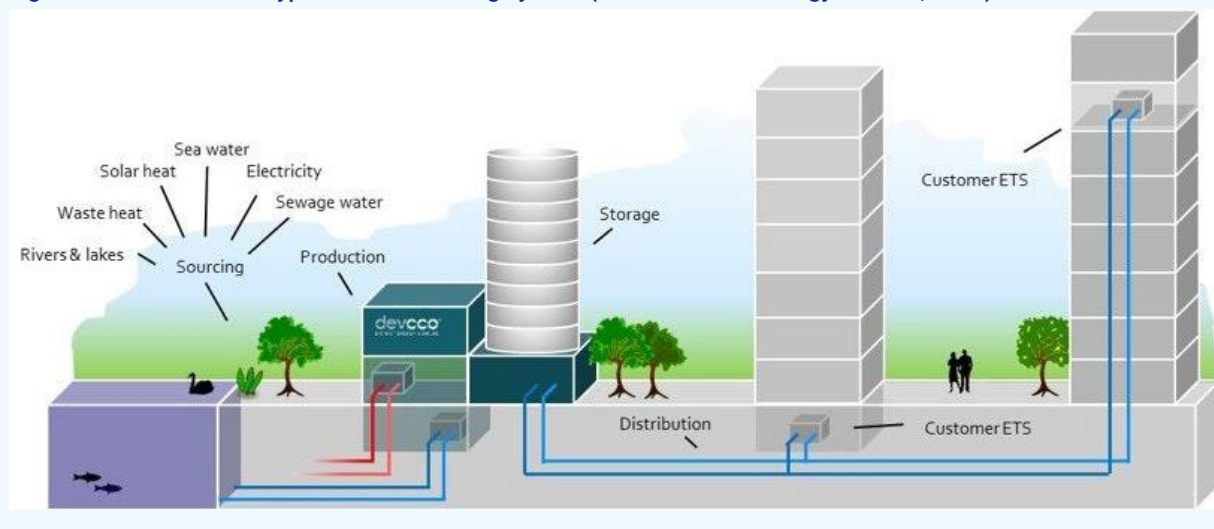 Sea water
Solar heat
Electricity
Waste heat
Sewage water
Rivers & lakes
Sourcing
Production
Storage
Customer ETS
devcco
Distribution
Customer ETS